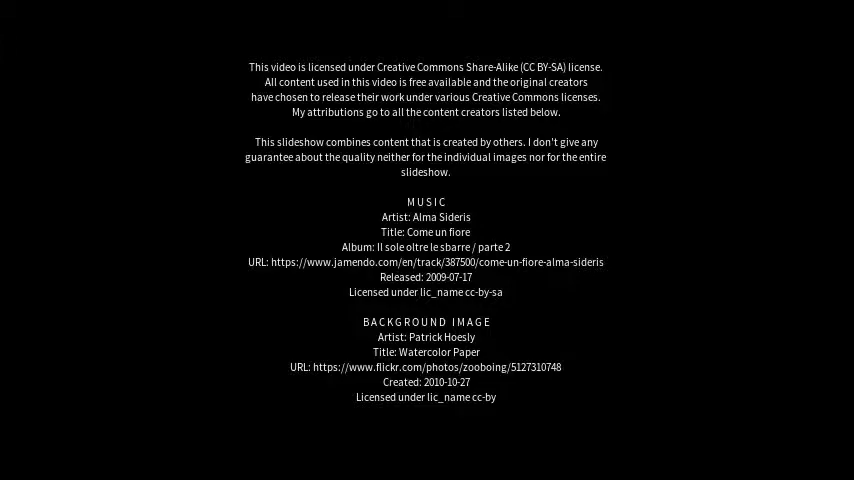 This video is licensed under Creative Commons Share-Alike (CC BY-SA) license.
All content used in this video is free available and the original creators
have chosen to release their work under various Creative Commons licenses.
My attributions go to all the content creators listed below.
This slideshow combines content that is created by others. I don't give any
guarantee about the quality neither for the individual images nor for the entire
slideshow.
MUSIC
Artist: Alma Sideris
Title: Come un fiore
Album: Il sole oltre le sbarre / parte 2
URL: https://www.jamendo.com/en/track/387500/come-un-fiore-alma-sideris
Released: 2009-07-17
Licensed under lic_name cc-by-sa
BACKGROUND IMAGE
Artist: Patrick Hoesly
Title: Watercolor Paper
URL: https://www.flickr.com/photos/zooboing/5127310748
Created: 2010-10-27
Licensed under lic_name cc-by